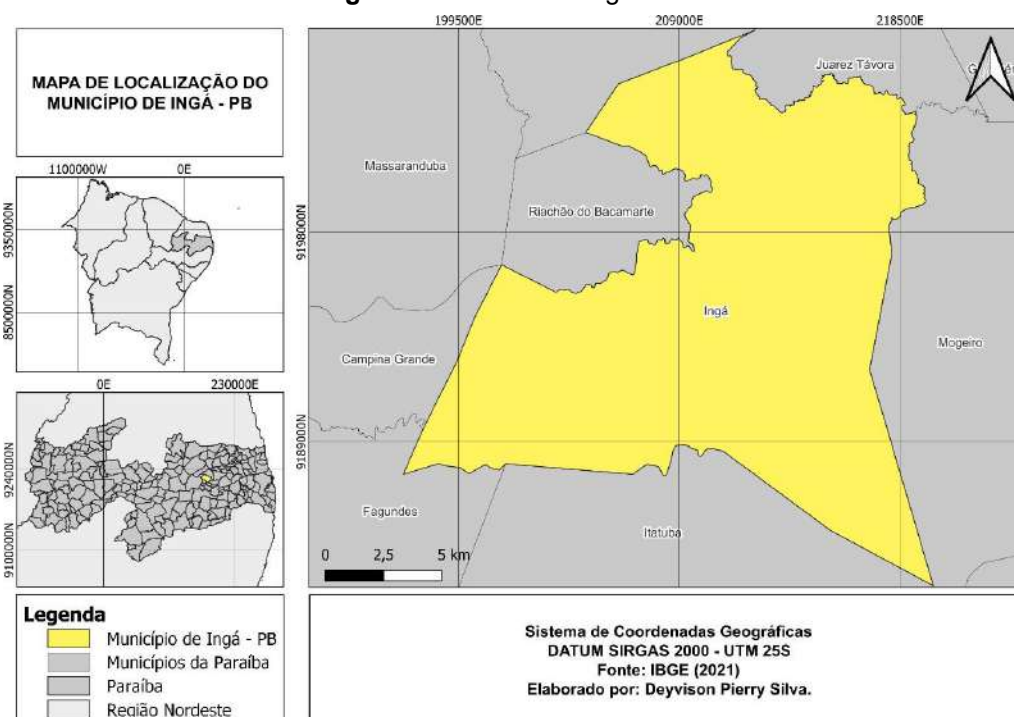 MAPA DE LOCALIZAÇÃO DO
MUNICÍPIO DE INGÁ - PB
1100000W 0E
9350000N
8500000N
0E 230000E
9240000N
9100000N
199500E 209000E 218500E
9198000N
9189000N
Juarez Távora
Massaranduba
Riachão do Bacamarte
Ingá
Mogeiro
Campina Grande
Fagundes
Itatuba
0 2,5 5 km
Legenda
Município de Ingá - PB
Municípios da Paraíba
Paraíba
Região Nordeste
Sistema de Coordenadas Geográficas
DATUM SIRGAS 2000 - UTM 25S
Fonte: IBGE (2021)
Elaborado por: Deyvison Pierry Silva.